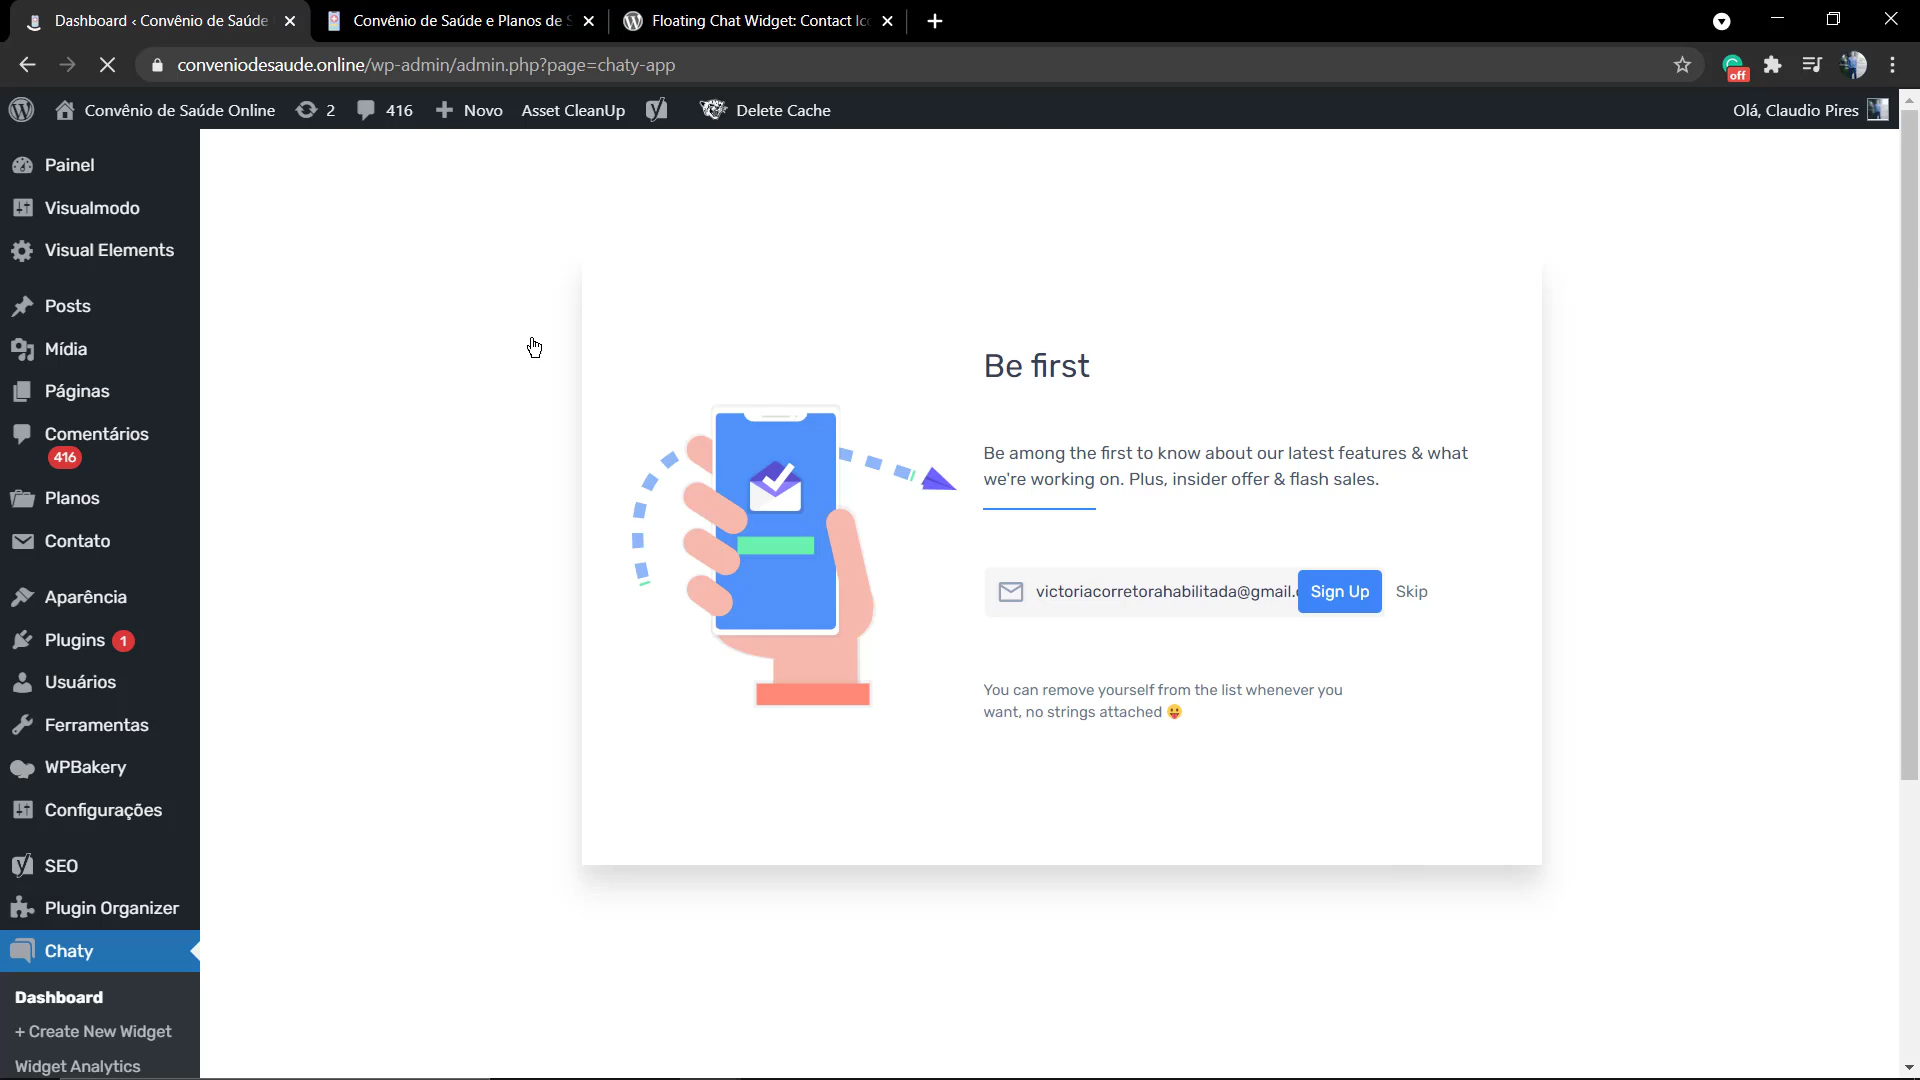 Dashboard ‹ Convênio de Saúde
Convênio de Saúde e Planos de S
Floating Chat Widget: Contact Ico
conveniodesaude.online/wp-admin/admin.php?page=chaty-app
off
Convênio de Saúde Online
2
416
Novo
Asset CleanUp
Delete Cache
Olá, Claudio Pires
Painel
Visualmodo
Visual Elements
Posts
Mídia
Páginas
Comentários
416
Planos
Contato
Aparência
Plugins 1
Usuários
Ferramentas
WPBakery
Configurações
SEO
Plugin Organizer
Chaty
Dashboard
+ Create New Widget
Widget Analytics
Be first
Be among the first to know about our latest features & what
we're working on. Plus, insider offer & flash sales.
victoriacorretorahabilitada@gmail.c
Sign Up
Skip
You can remove yourself from the list whenever you
want, no strings attached 😛